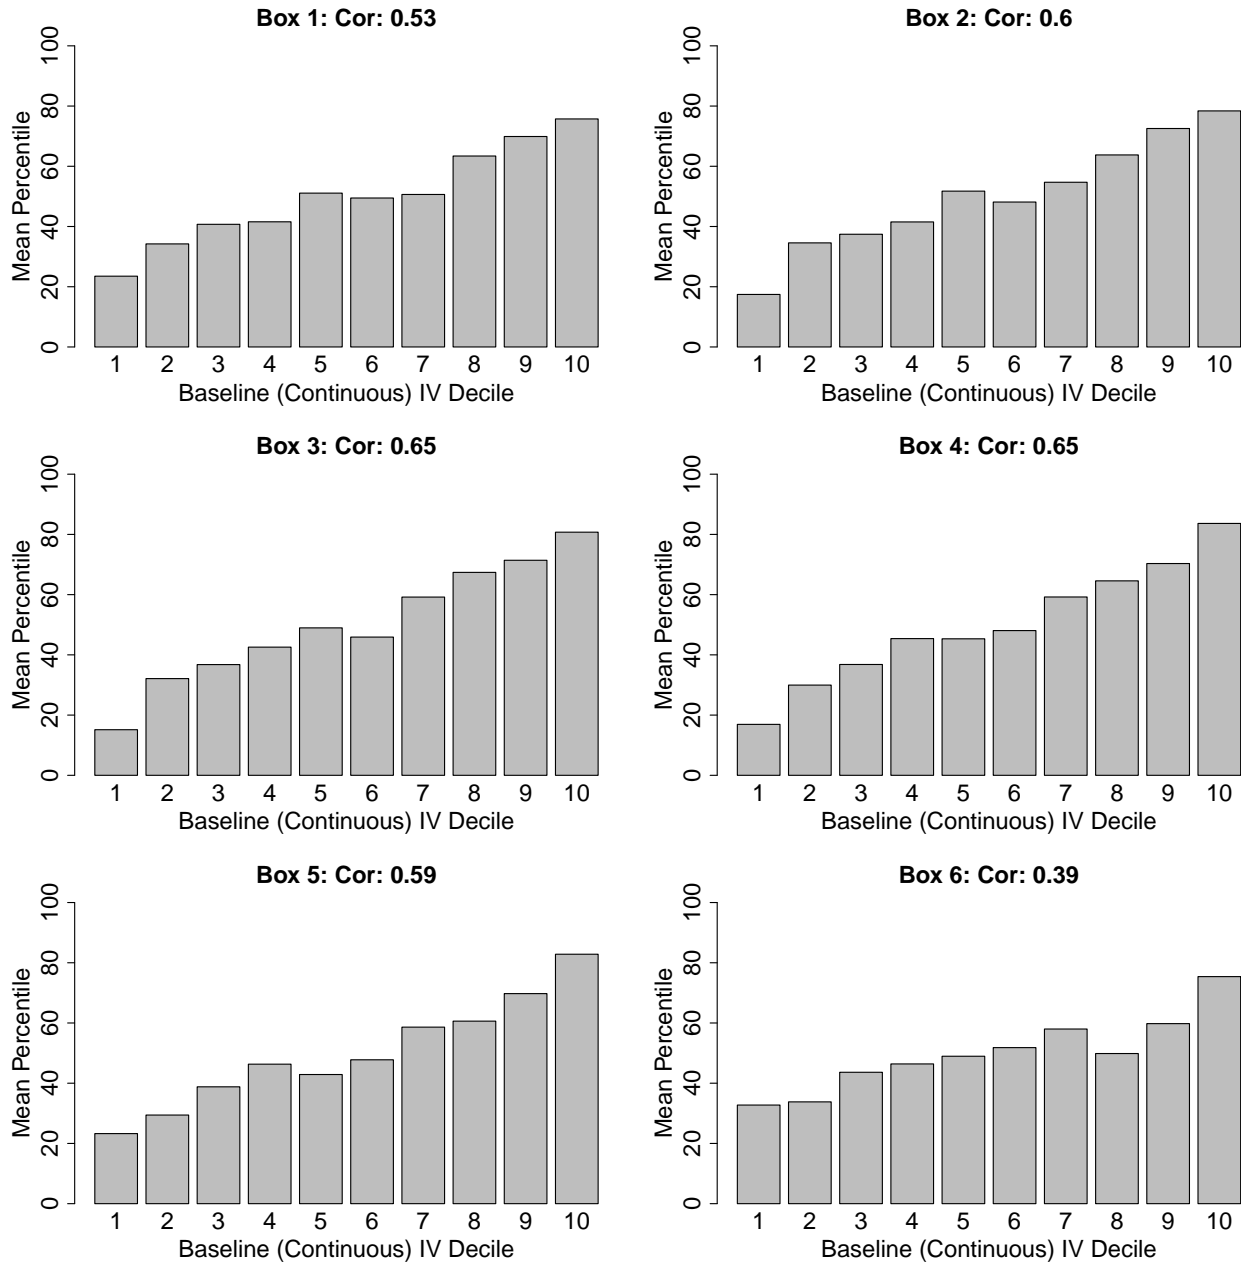 Box 1: Cor: 0.53
Mean Percentile
0 20 40 60 80 100
1 2 3 4 5 6 7 8 9 10
Baseline (Continuous) IV Decile
Box 2: Cor: 0.6
Mean Percentile
0 20 40 60 80 100
1 2 3 4 5 6 7 8 9 10
Baseline (Continuous) IV Decile
Box 3: Cor: 0.65
Mean Percentile
0 20 40 60 80 100
1 2 3 4 5 6 7 8 9 10
Baseline (Continuous) IV Decile
Box 4: Cor: 0.65
Mean Percentile
0 20 40 60 80 100
1 2 3 4 5 6 7 8 9 10
Baseline (Continuous) IV Decile
Box 5: Cor: 0.59
Mean Percentile
0 20 40 60 80 100
1 2 3 4 5 6 7 8 9 10
Baseline (Continuous) IV Decile
Box 6: Cor: 0.39
Mean Percentile
0 20 40 60 80 100
1 2 3 4 5 6 7 8 9 10
Baseline (Continuous) IV Decile